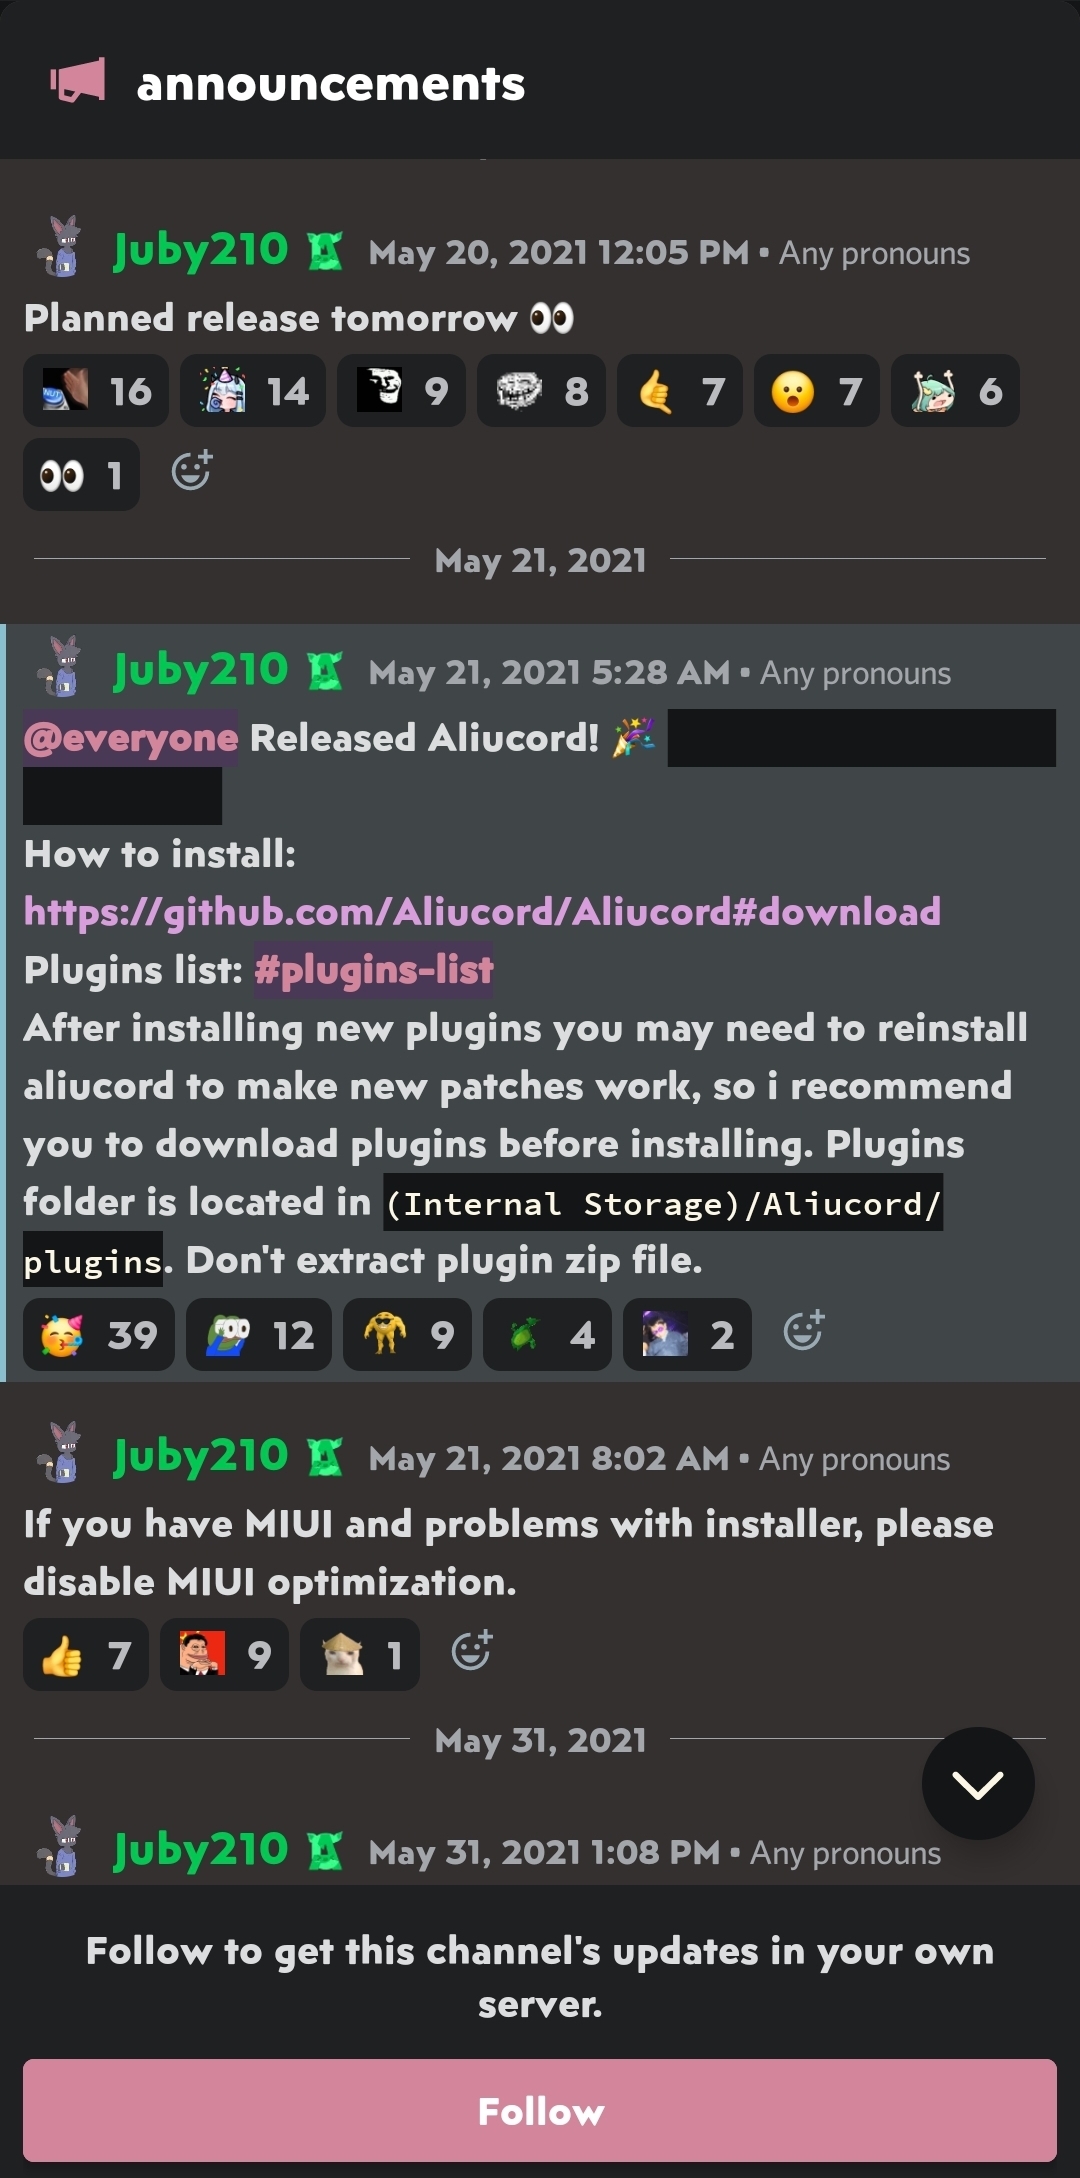 announcements
Juby210 May 20, 2021 12:05 PM • Any pronouns
Planned release tomorrow 👀
16 14 9 8 7 7 6
1
May 21, 2021
Juby210 May 21, 2021 5:28 AM • Any pronouns
@everyone Released Aliucord! 🎉
How to install:
https://github.com/Aliucord/Aliucord#download
Plugins list: #plugins-list
After installing new plugins you may need to reinstall
aliucord to make new patches work, so i recommend
you to download plugins before installing. Plugins
folder is located in (Internal Storage)/Aliucord/
plugins. Don't extract plugin zip file.
39 12 9 4 2
Juby210 May 21, 2021 8:02 AM • Any pronouns
If you have MIUI and problems with installer, please
disable MIUI optimization.
7 9 1
May 31, 2021
Juby210 May 31, 2021 1:08 PM • Any pronouns
Follow to get this channel's updates in your own
server.
Follow